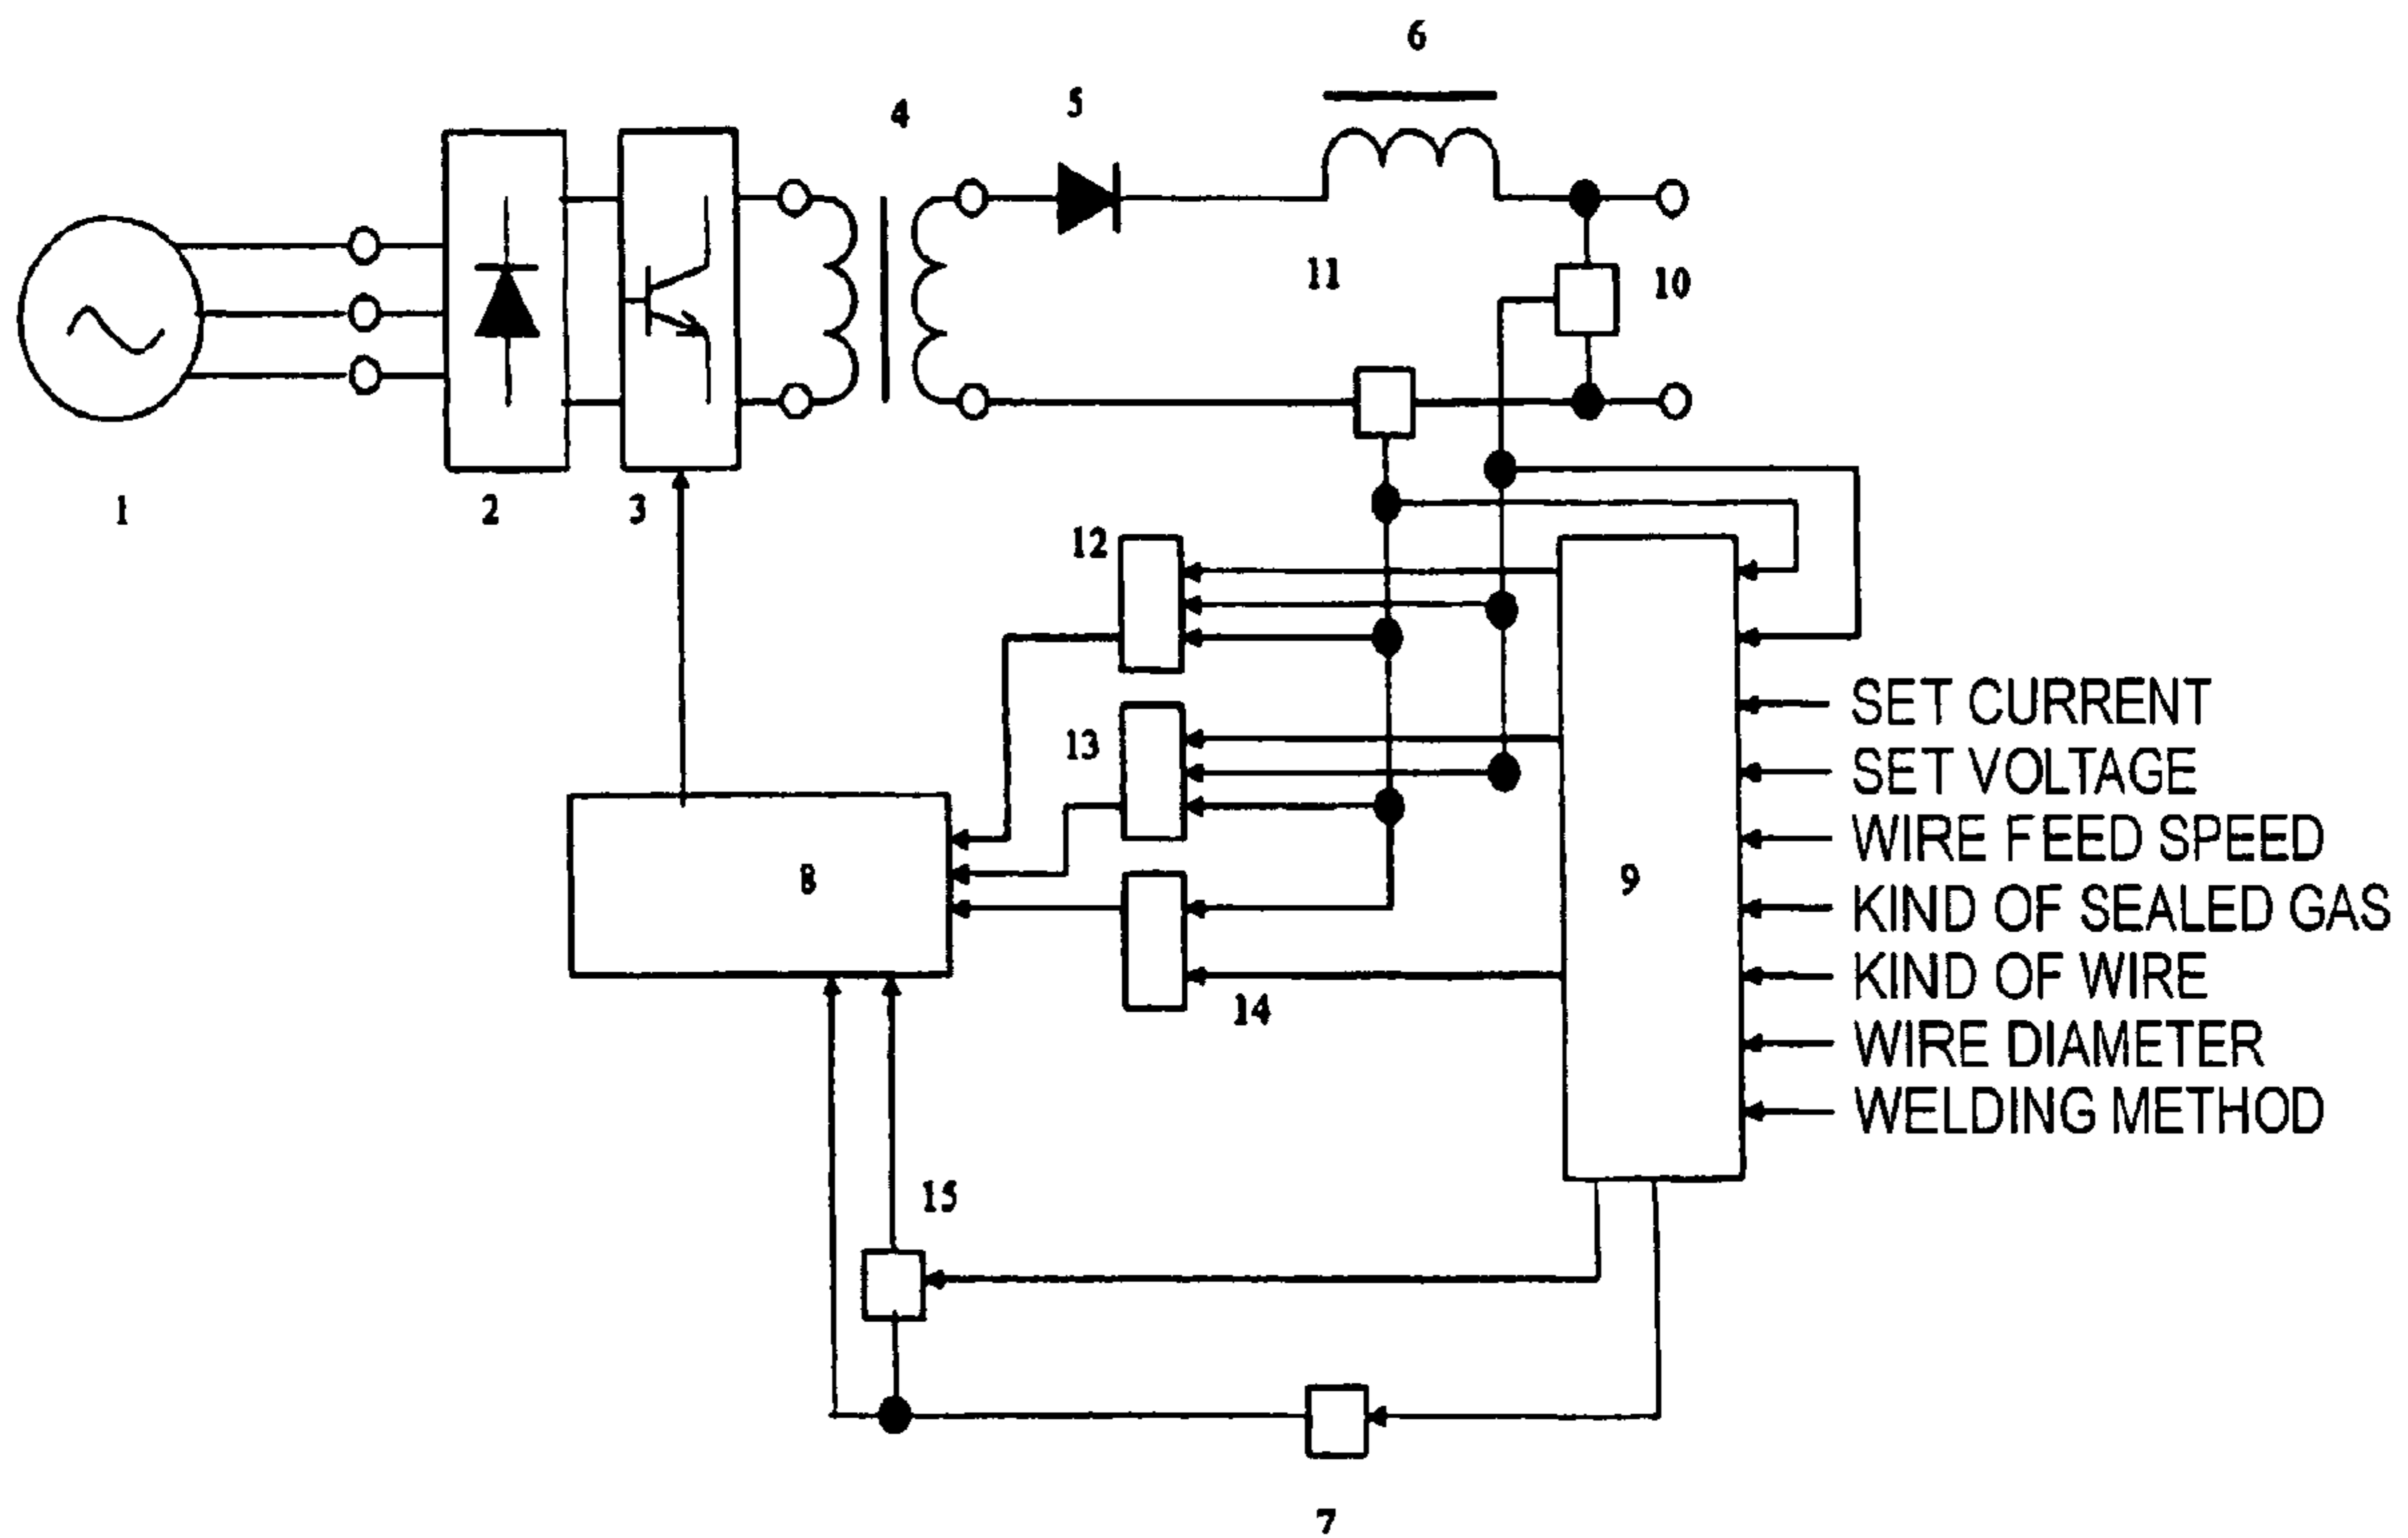 6
4
5
11
10
1
2
3
12
13
8
9
14
15
7
SET CURRENT
SET VOLTAGE
WIRE FEED SPEED
KIND OF SEALED GAS
KIND OF WIRE
WIRE DIAMETER
WELDING METHOD